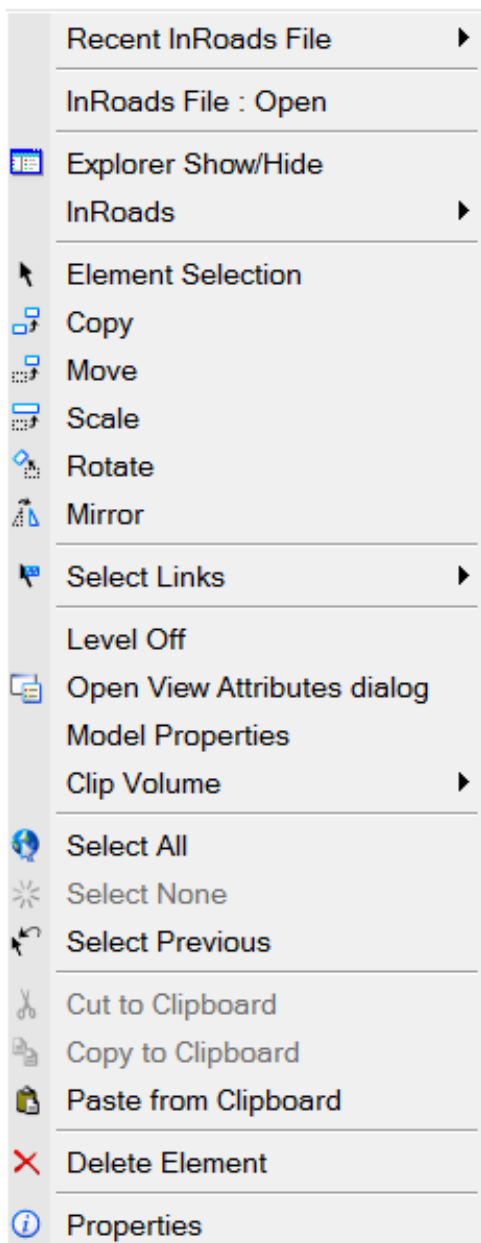 Recent InRoads File
InRoads File : Open
Explorer Show/Hide
InRoads
Element Selection
Copy
Move
Scale
Rotate
Mirror
Select Links
Level Off
Open View Attributes dialog
Model Properties
Clip Volume
Select All
Select None
Select Previous
Cut to Clipboard
Copy to Clipboard
Paste from Clipboard
Delete Element
Properties